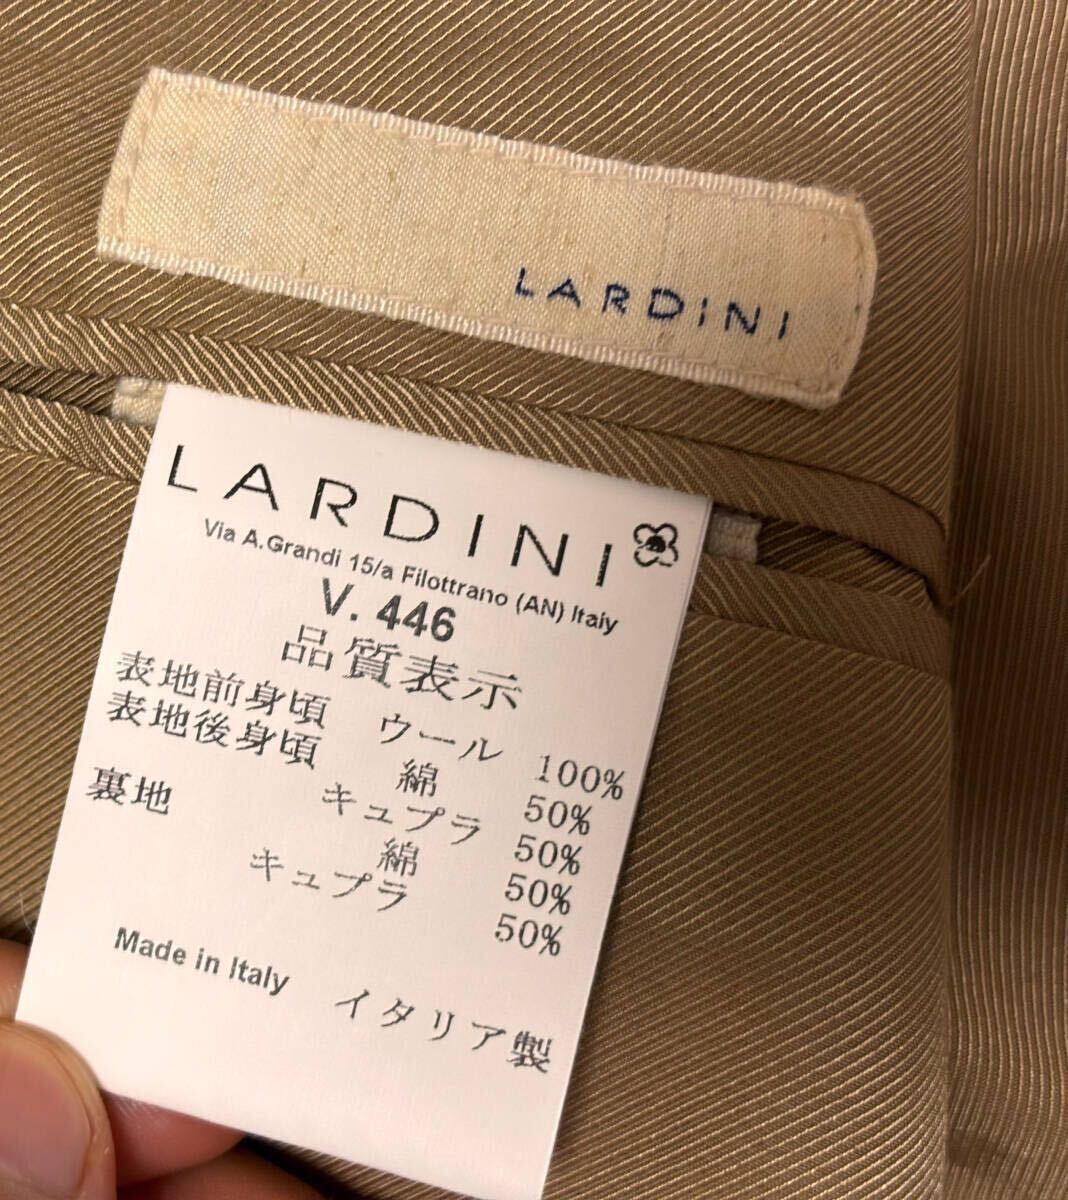 LARDINI
LARDINI
Via A.Grandi 15/a Filottrano (AN) Italy
V. 446
品質表示
表地前身頃 ウール 100%
表地後身頃 綿 50%
キュプラ 50%
裏地 綿 50%
キュプラ 50%
Made in Italy イタリア製